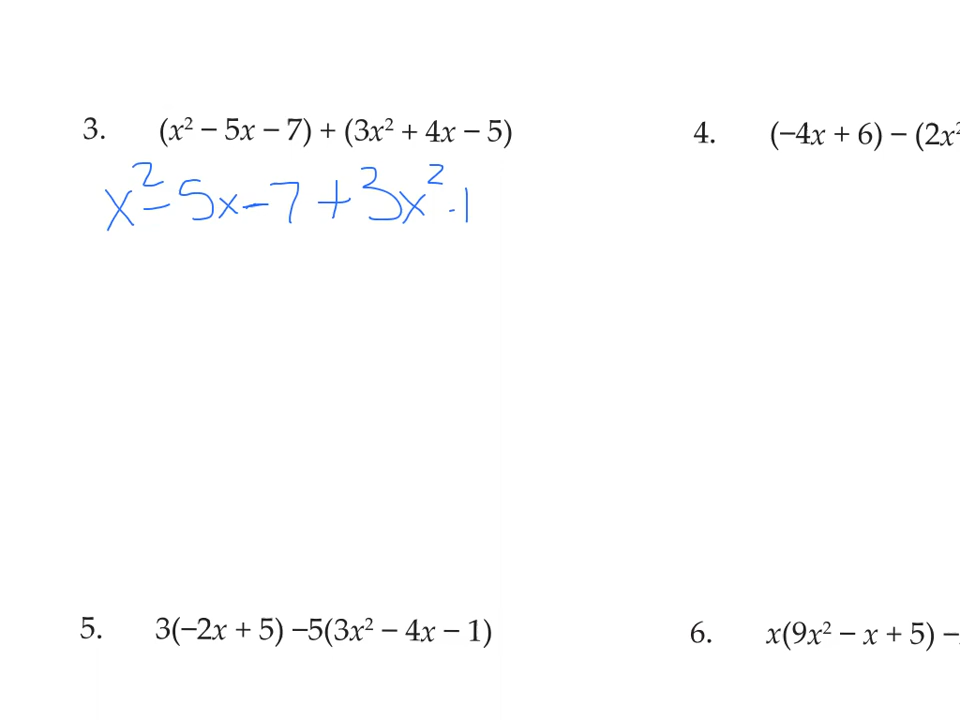 3. (x² − 5x − 7) + (3x² + 4x − 5)
4. (−4x + 6) − (2x²
x² − 5x − 7 + 3x²
5. 3(−2x + 5) −5(3x² − 4x − 1)
6. x(9x² − x + 5) −